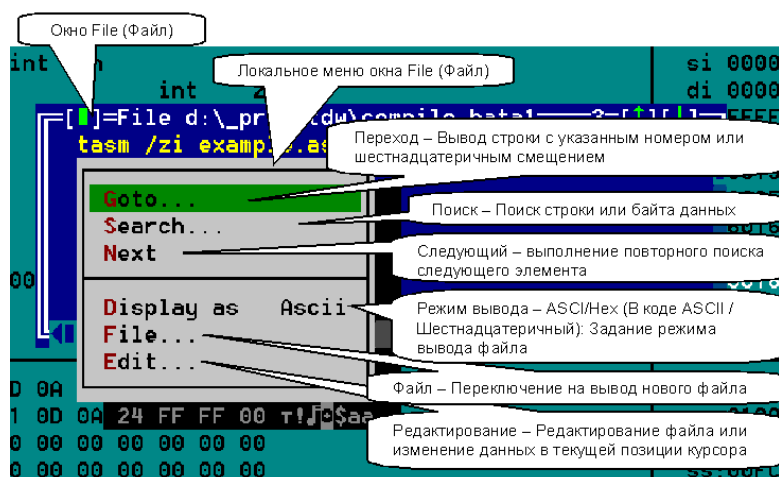 Окно File (Файл)
int
si 0000
Локальное меню окна File (Файл)
int
di 0000
[ ]=File d:\_pr
3=[↑][↓]
tasm /zi examp
Переход – Вывод строки с указанным номером или
шестнадцатеричным смещением
Goto...
Поиск – Поиск строки или байта данных
Search...
Next
Следующий – выполнение повторного поиска
следующего элемента
00
Display as Ascii
Режим вывода – ASCI/Hex (В коде ASCII /
Шестнадцатеричный): Задание режима
вывода файла
File...
Edit...
Файл – Переключение на вывод нового файла
D 0A
1 0D 0A 24 FF FF 00
Редактирование – Редактирование файла или
изменение данных в текущей позиции курсора
0 00 00 00 00 00 00
0 00 00 00 00 00 00